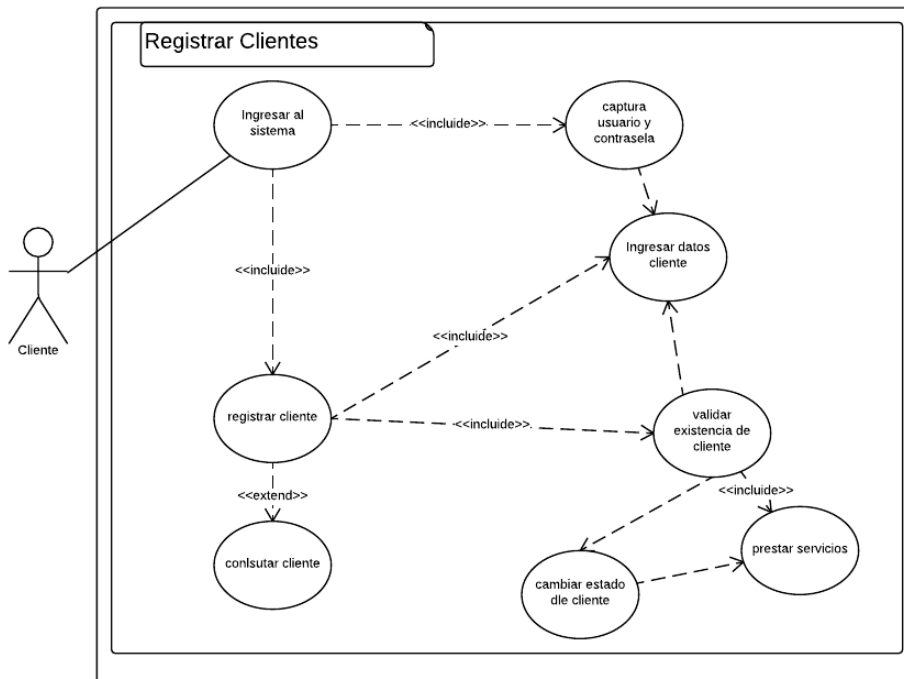 Registrar Clientes
Ingresar al
sistema
<<incluide>>
captura
usuario y
contrasela
Ingresar datos
cliente
<<incluide>>
Cliente
<<incluide>>
registrar cliente
<<incluide>>
validar
existencia de
cliente
<<extend>>
<<incluide>>
conlsutar cliente
cambiar estado
dle cliente
prestar servicios